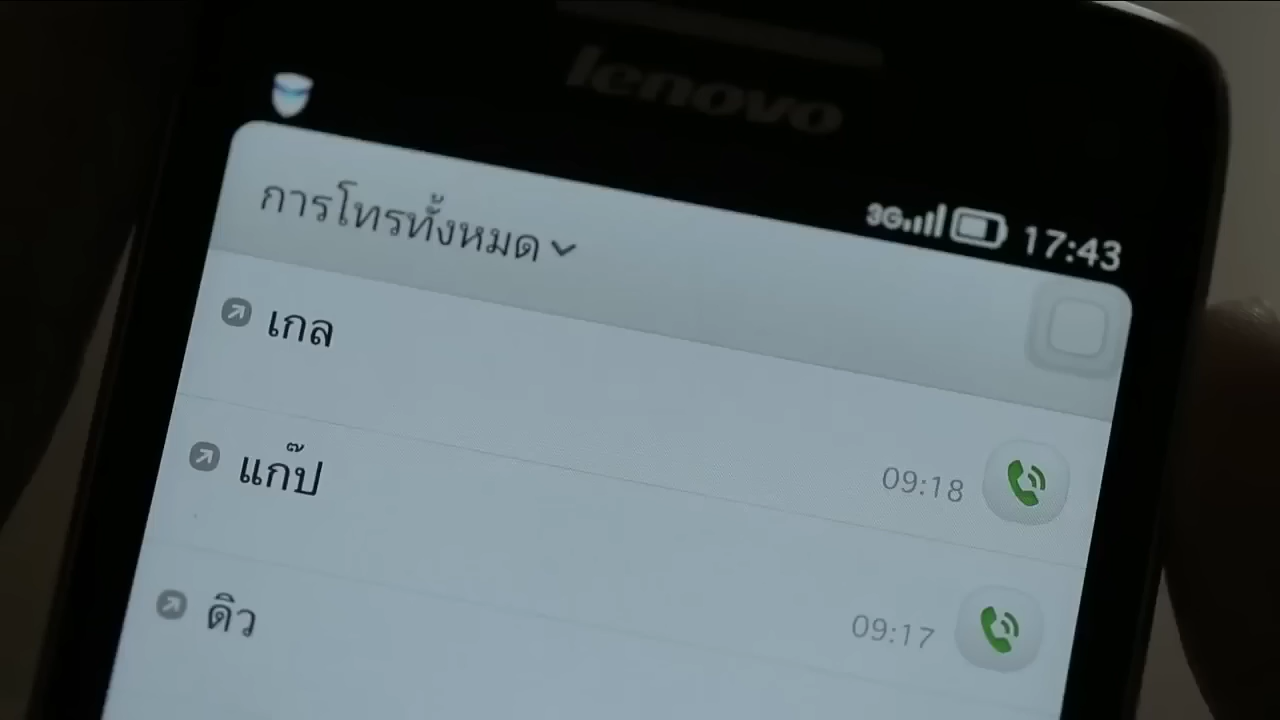 lenovo
3G 17:43
การโทรทั้งหมด
เกล
09:18
แก๊ป
09:17
ดิว